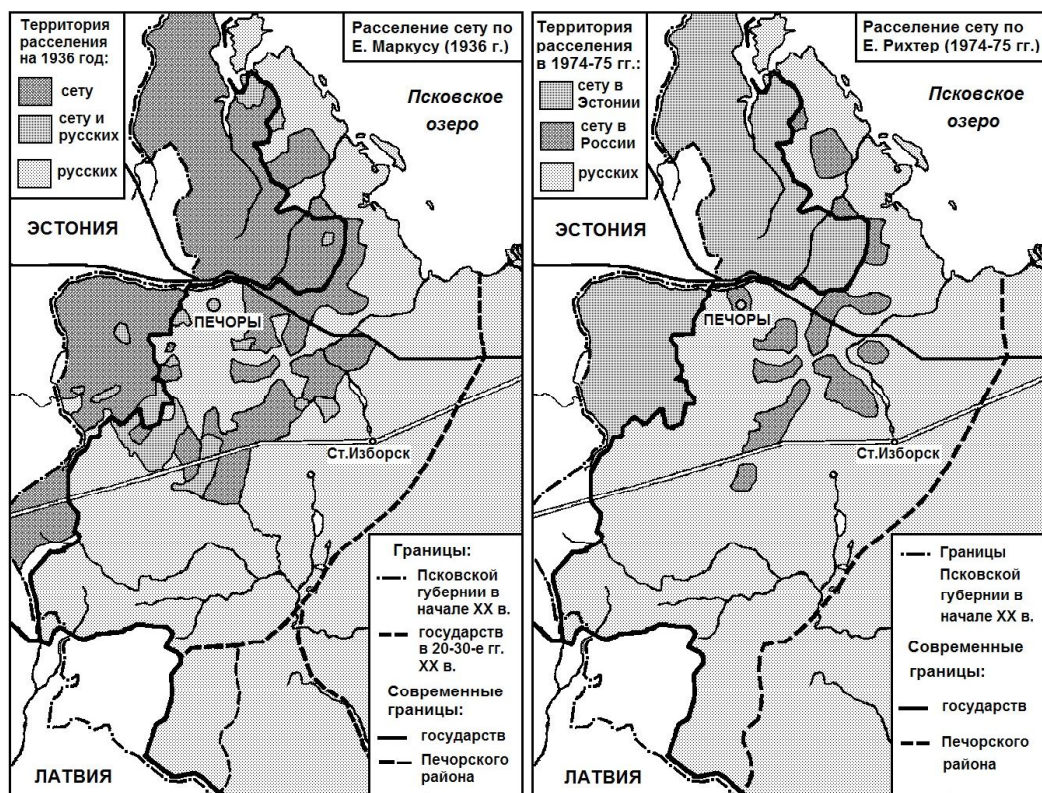 Территория
расселения
на 1936 год:
сету
сету и
русских
русских
Расселение сету по
Е. Маркусу (1936 г.)
Псковское
озеро
ЭСТОНИЯ
ПЕЧОРЫ
Ст.Изборск
ЛАТВИЯ
Границы:
Псковской
губернии в
начале XX в.
государств
в 20-30-е гг.
XX в.
Современные
границы:
государств
Печорского
района
Территория
расселения
в 1974-75 гг.:
сету в
Эстонии
сету в
России
русских
Расселение сету по
Е. Рихтер (1974-75 гг.)
Псковское
озеро
ЭСТОНИЯ
ПЕЧОРЫ
Ст.Изборск
ЛАТВИЯ
Границы
Псковской
губернии в
начале XX в.
Современные
границы:
государств
Печорского
района